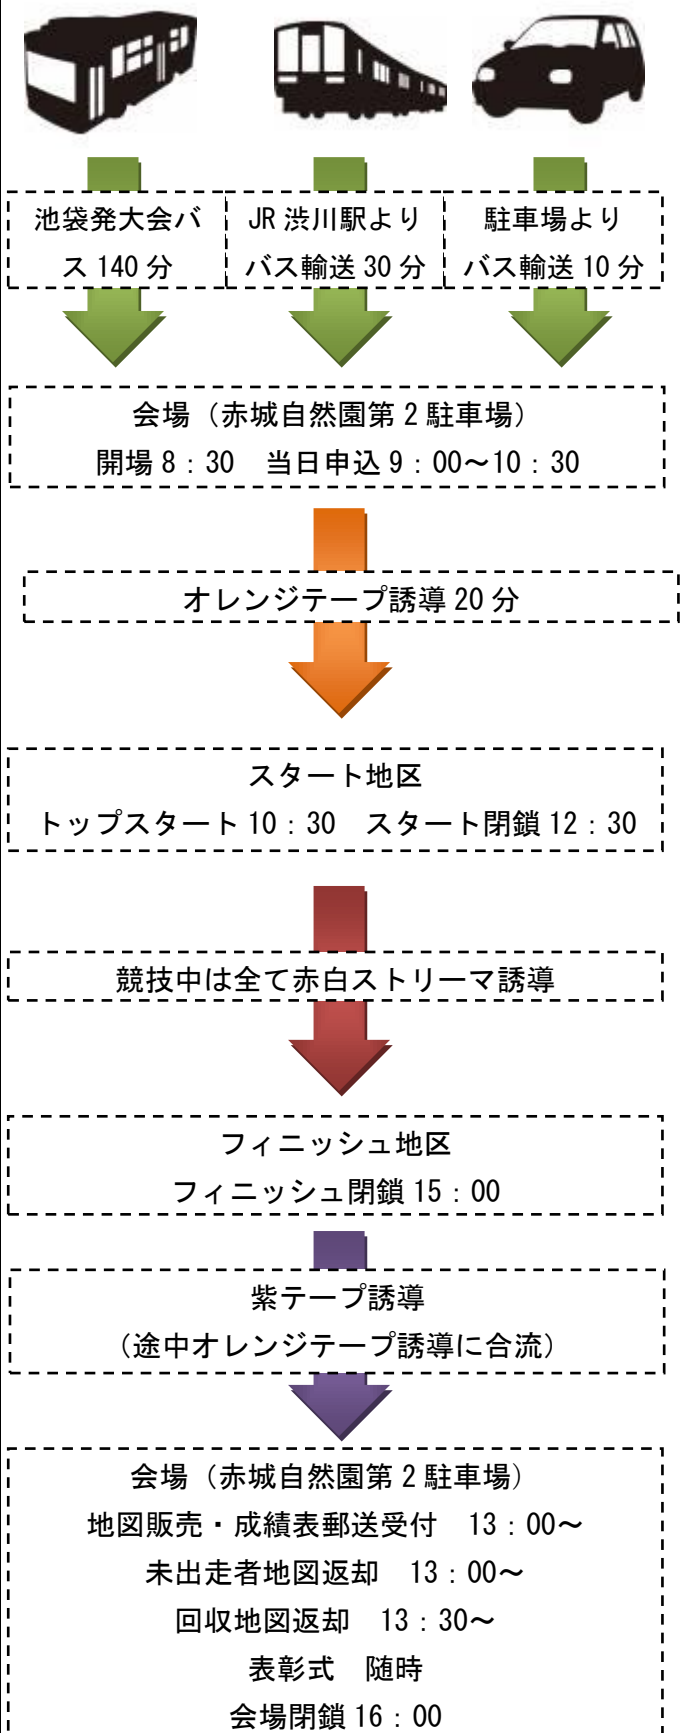 池袋発大会バ
ス 140 分
JR 渋川駅より
バス輸送 30 分
駐車場より
バス輸送 10 分
会場（赤城自然園第 2 駐車場）
開場 8：30　当日申込 9：00～10：30
オレンジテープ誘導 20 分
スタート地区
トップスタート 10：30　スタート閉鎖 12：30
競技中は全て赤白ストリーマ誘導
フィニッシュ地区
フィニッシュ閉鎖 15：00
紫テープ誘導
（途中オレンジテープ誘導に合流）
会場（赤城自然園第 2 駐車場）
地図販売・成績表郵送受付　13：00～
未出走者地図返却　13：00～
回収地図返却　13：30～
表彰式　随時
会場閉鎖 16：00